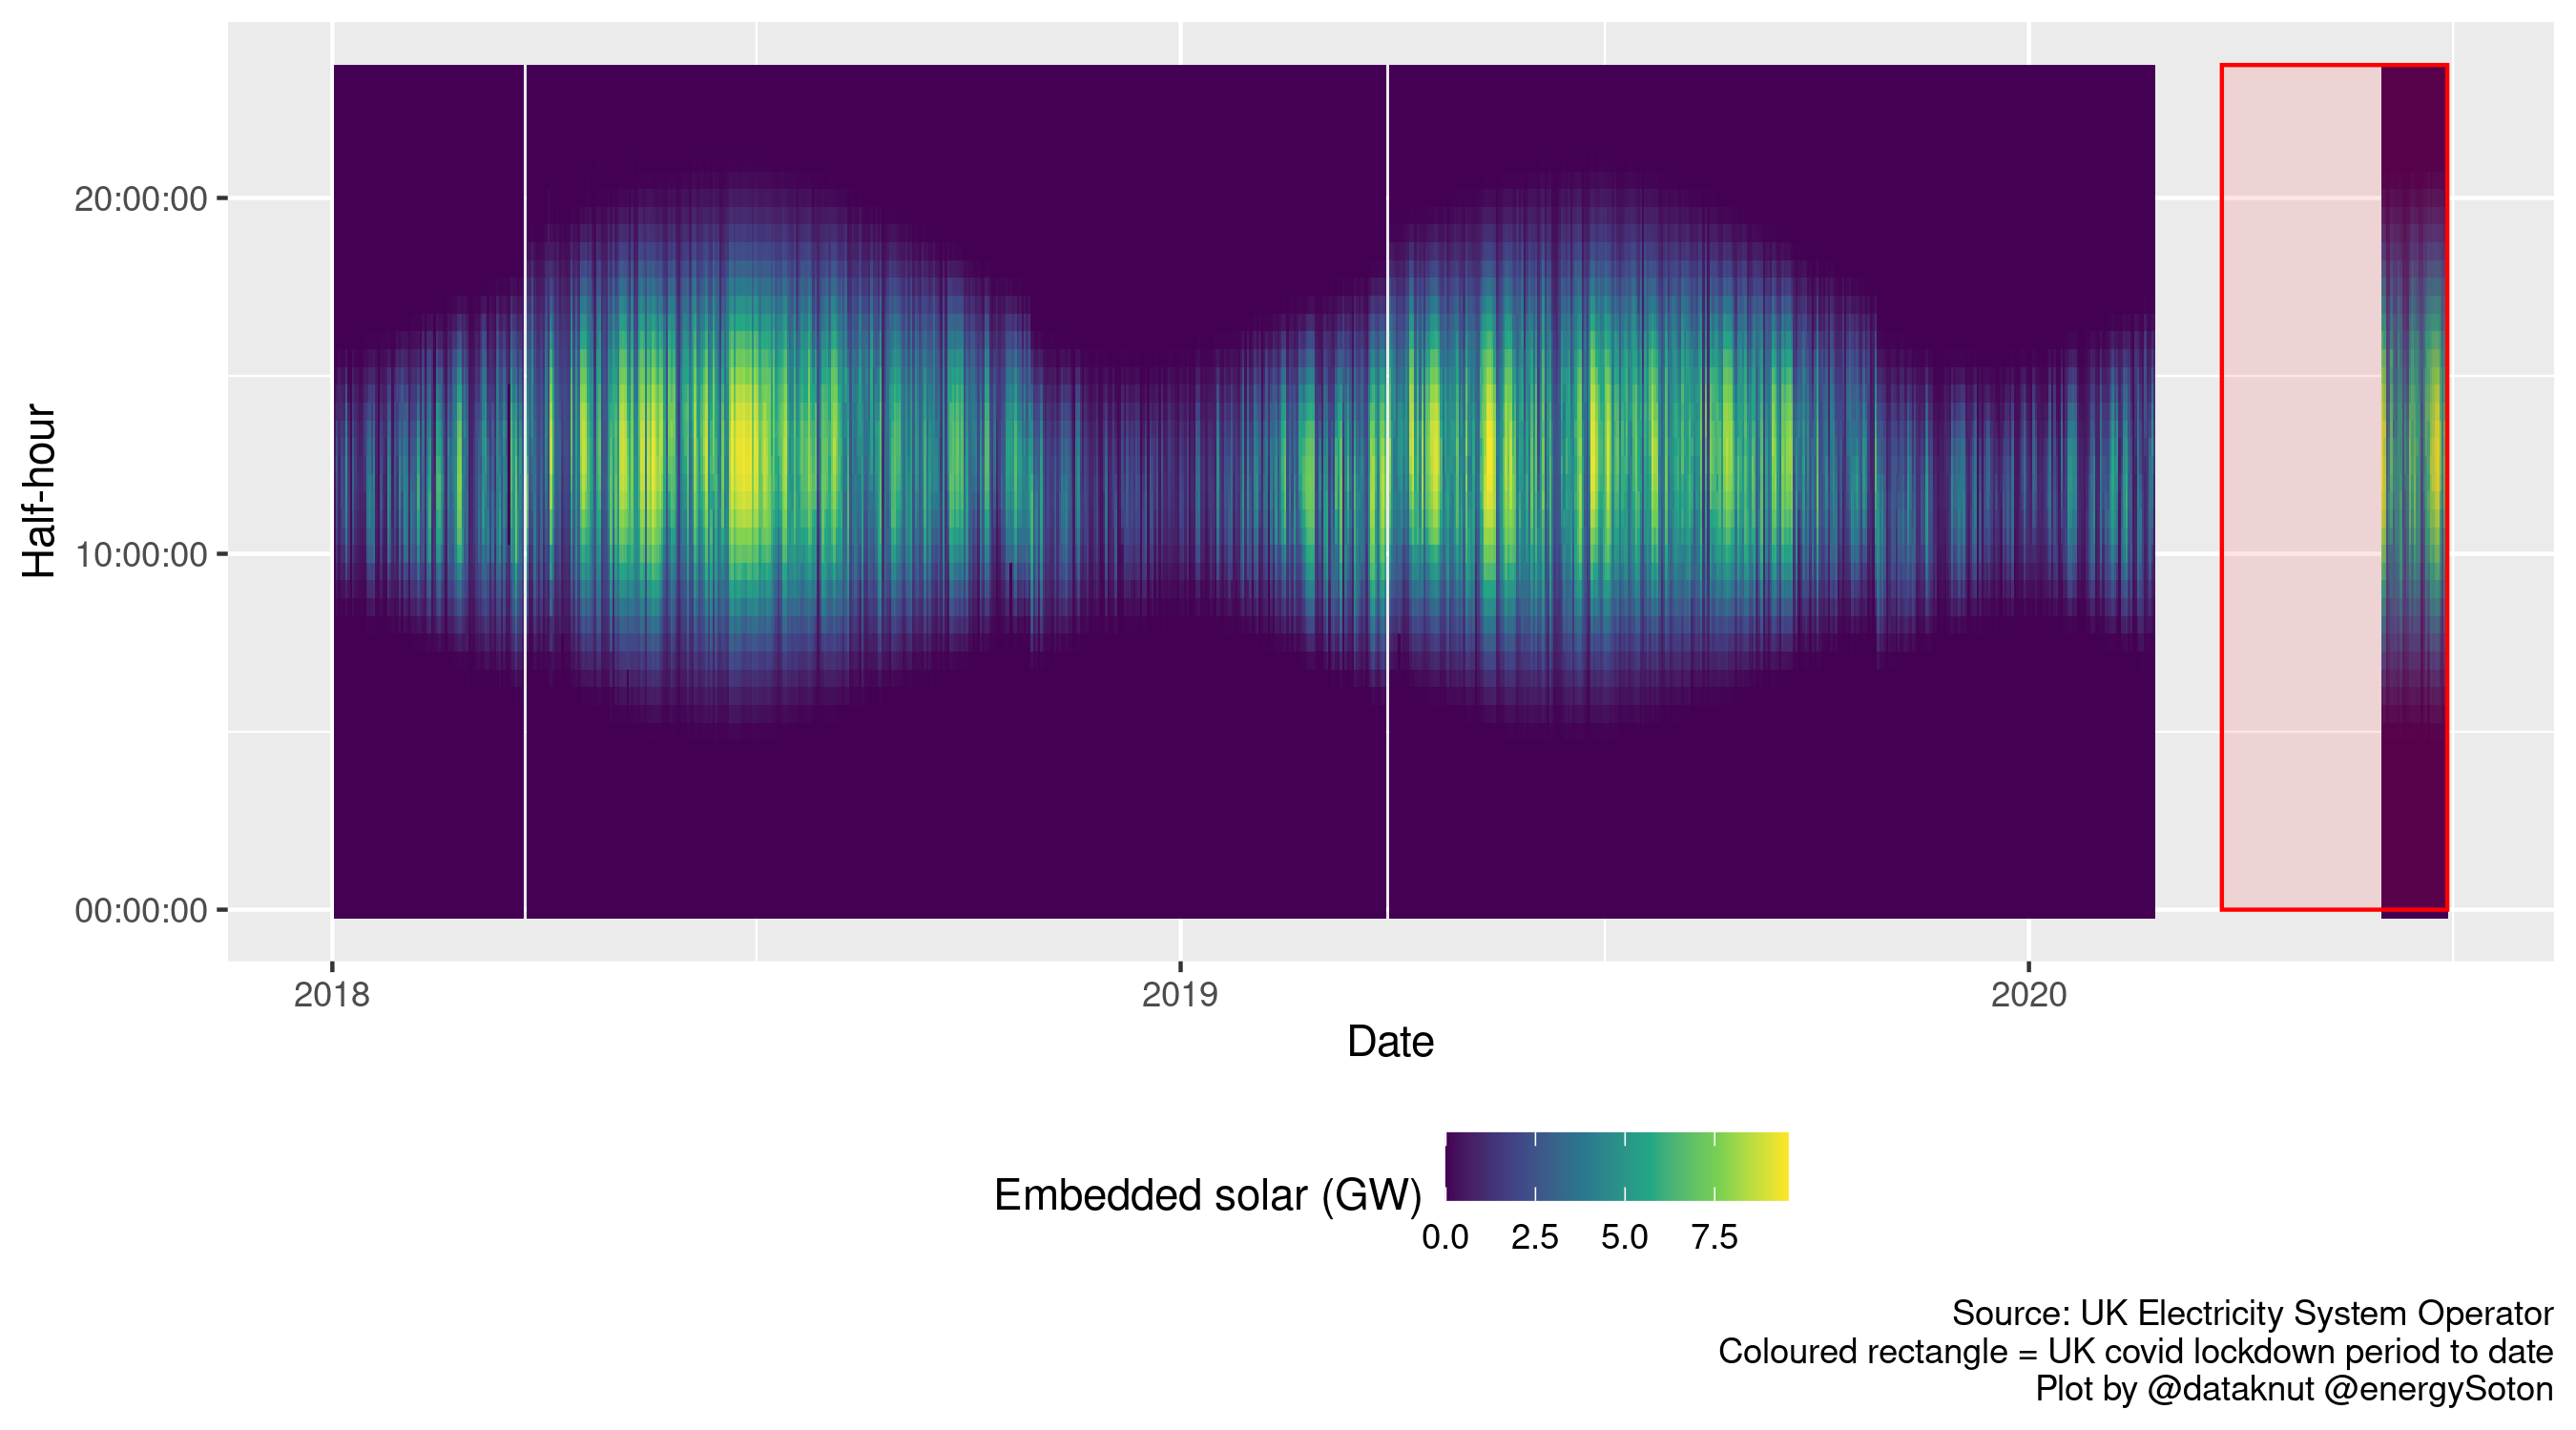 20:00:00
10:00:00
00:00:00
Half-hour
2018
2019
2020
Date
Embedded solar (GW)
0.0 2.5 5.0 7.5
Source: UK Electricity System Operator
Coloured rectangle = UK covid lockdown period to date
Plot by @dataknut @energySoton